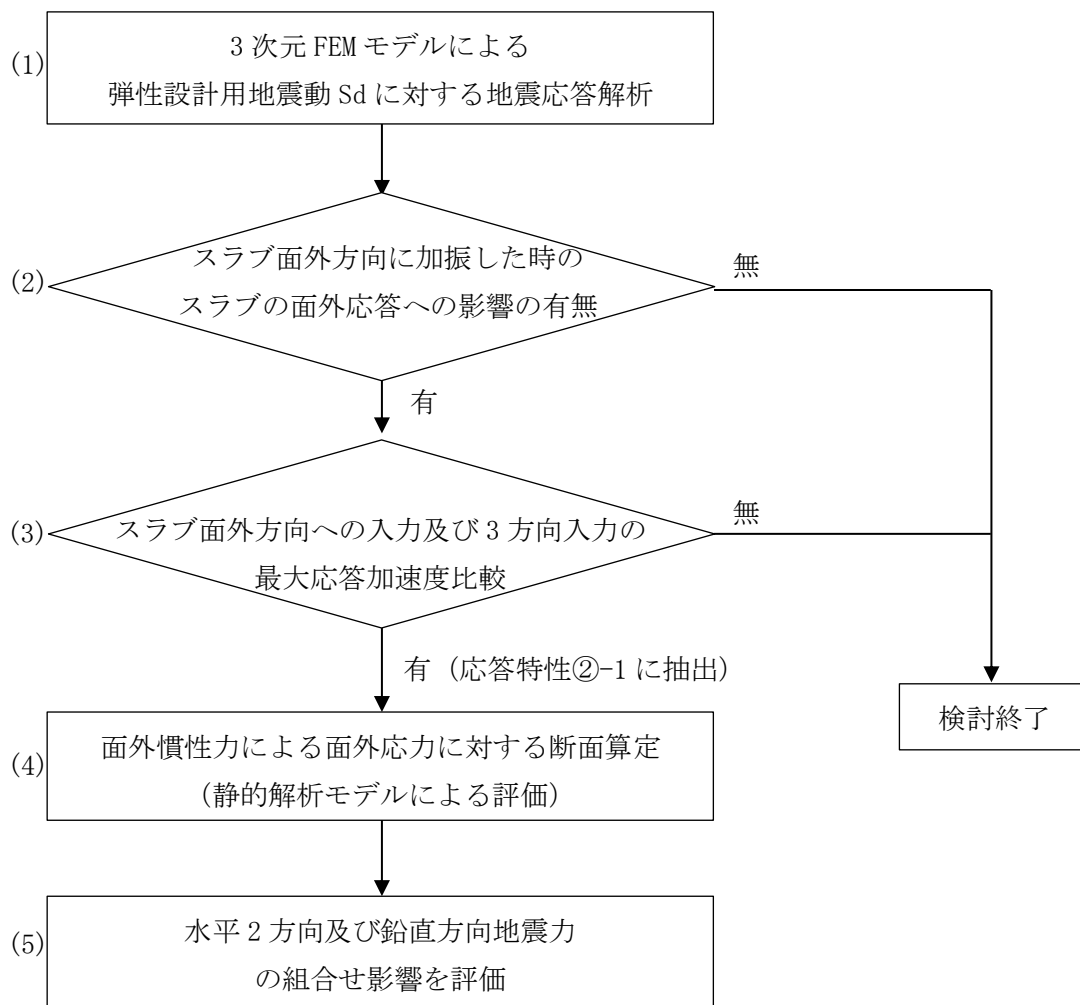 (1)
3 次元 FEM モデルによる
弾性設計用地震動 Sd に対する地震応答解析
(2)
スラブ面外方向に加振した時の
スラブの面外応答への影響の有無
無
有
(3)
スラブ面外方向への入力及び 3 方向入力の
最大応答加速度比較
無
有（応答特性②-1 に抽出）
検討終了
(4)
面外慣性力による面外応力に対する断面算定
（静的解析モデルによる評価）
(5)
水平 2 方向及び鉛直方向地震力
の組合せ影響を評価